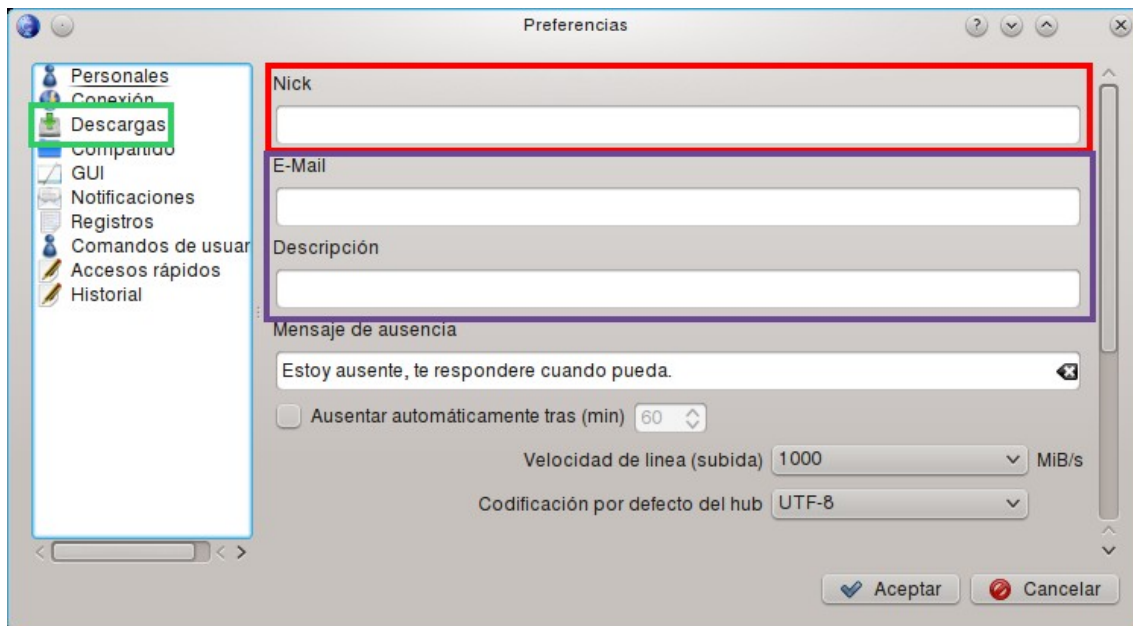 Preferencias
Personales
Conexión
Descargas
Compartido
GUI
Notificaciones
Registros
Comandos de usuar
Accesos rápidos
Historial
Nick
E-Mail
Descripción
Mensaje de ausencia
Estoy ausente, te respondere cuando pueda.
Ausentar automáticamente tras (min) 60
Velocidad de linea (subida) 1000 MiB/s
Codificación por defecto del hub UTF-8
Aceptar Cancelar